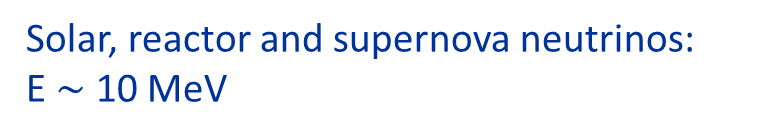 Solar, reactor and supernova neutrinos:
E ~ 10 MeV